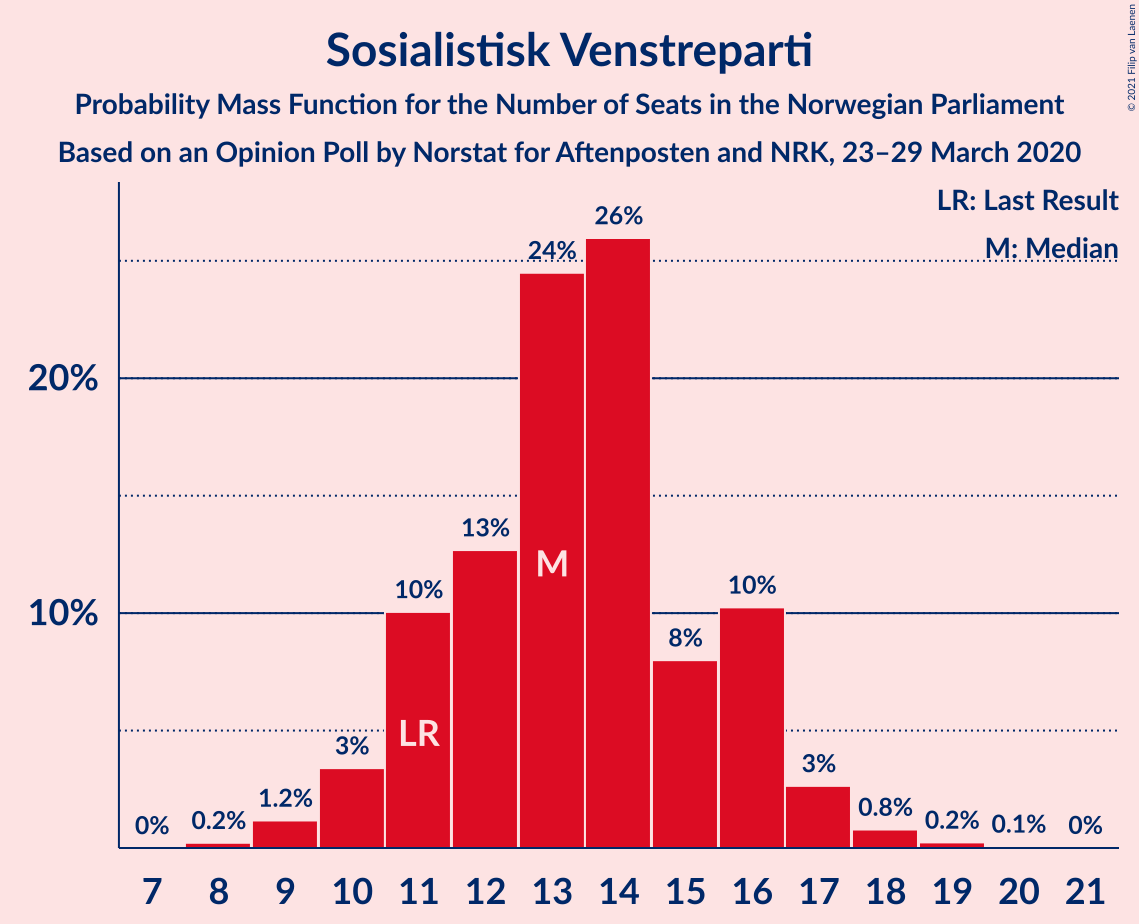 Sosialistisk Venstreparti
Probability Mass Function for the Number of Seats in the Norwegian Parliament
Based on an Opinion Poll by Norstat for Aftenposten and NRK, 23–29 March 2020
© 2021 Filip van Laenen
LR: Last Result
M: Median
20%
10%
0%
0.2%
1.2%
3%
10%
13%
24%
26%
8%
10%
3%
0.8%
0.2%
0.1%
0%
LR
M
7 8 9 10 11 12 13 14 15 16 17 18 19 20 21